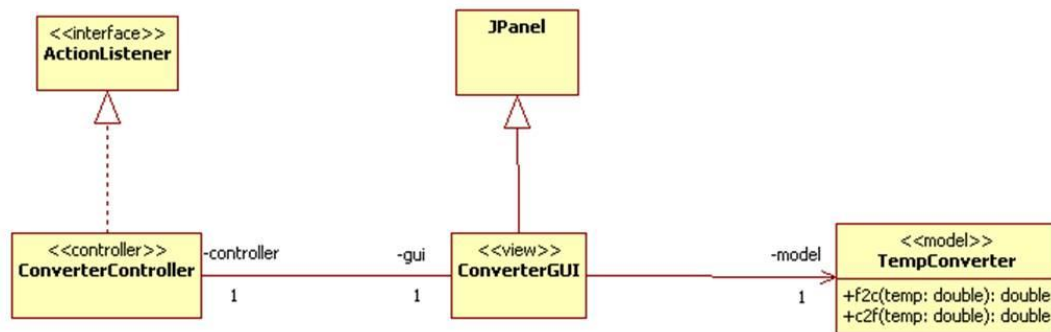 <<interface>>
ActionListener
JPanel
<<controller>>
ConverterController
-controller
1
-gui
1
<<view>>
ConverterGUI
-model
1
<<model>>
TempConverter
+f2c(temp: double): double
+c2f(temp: double): double